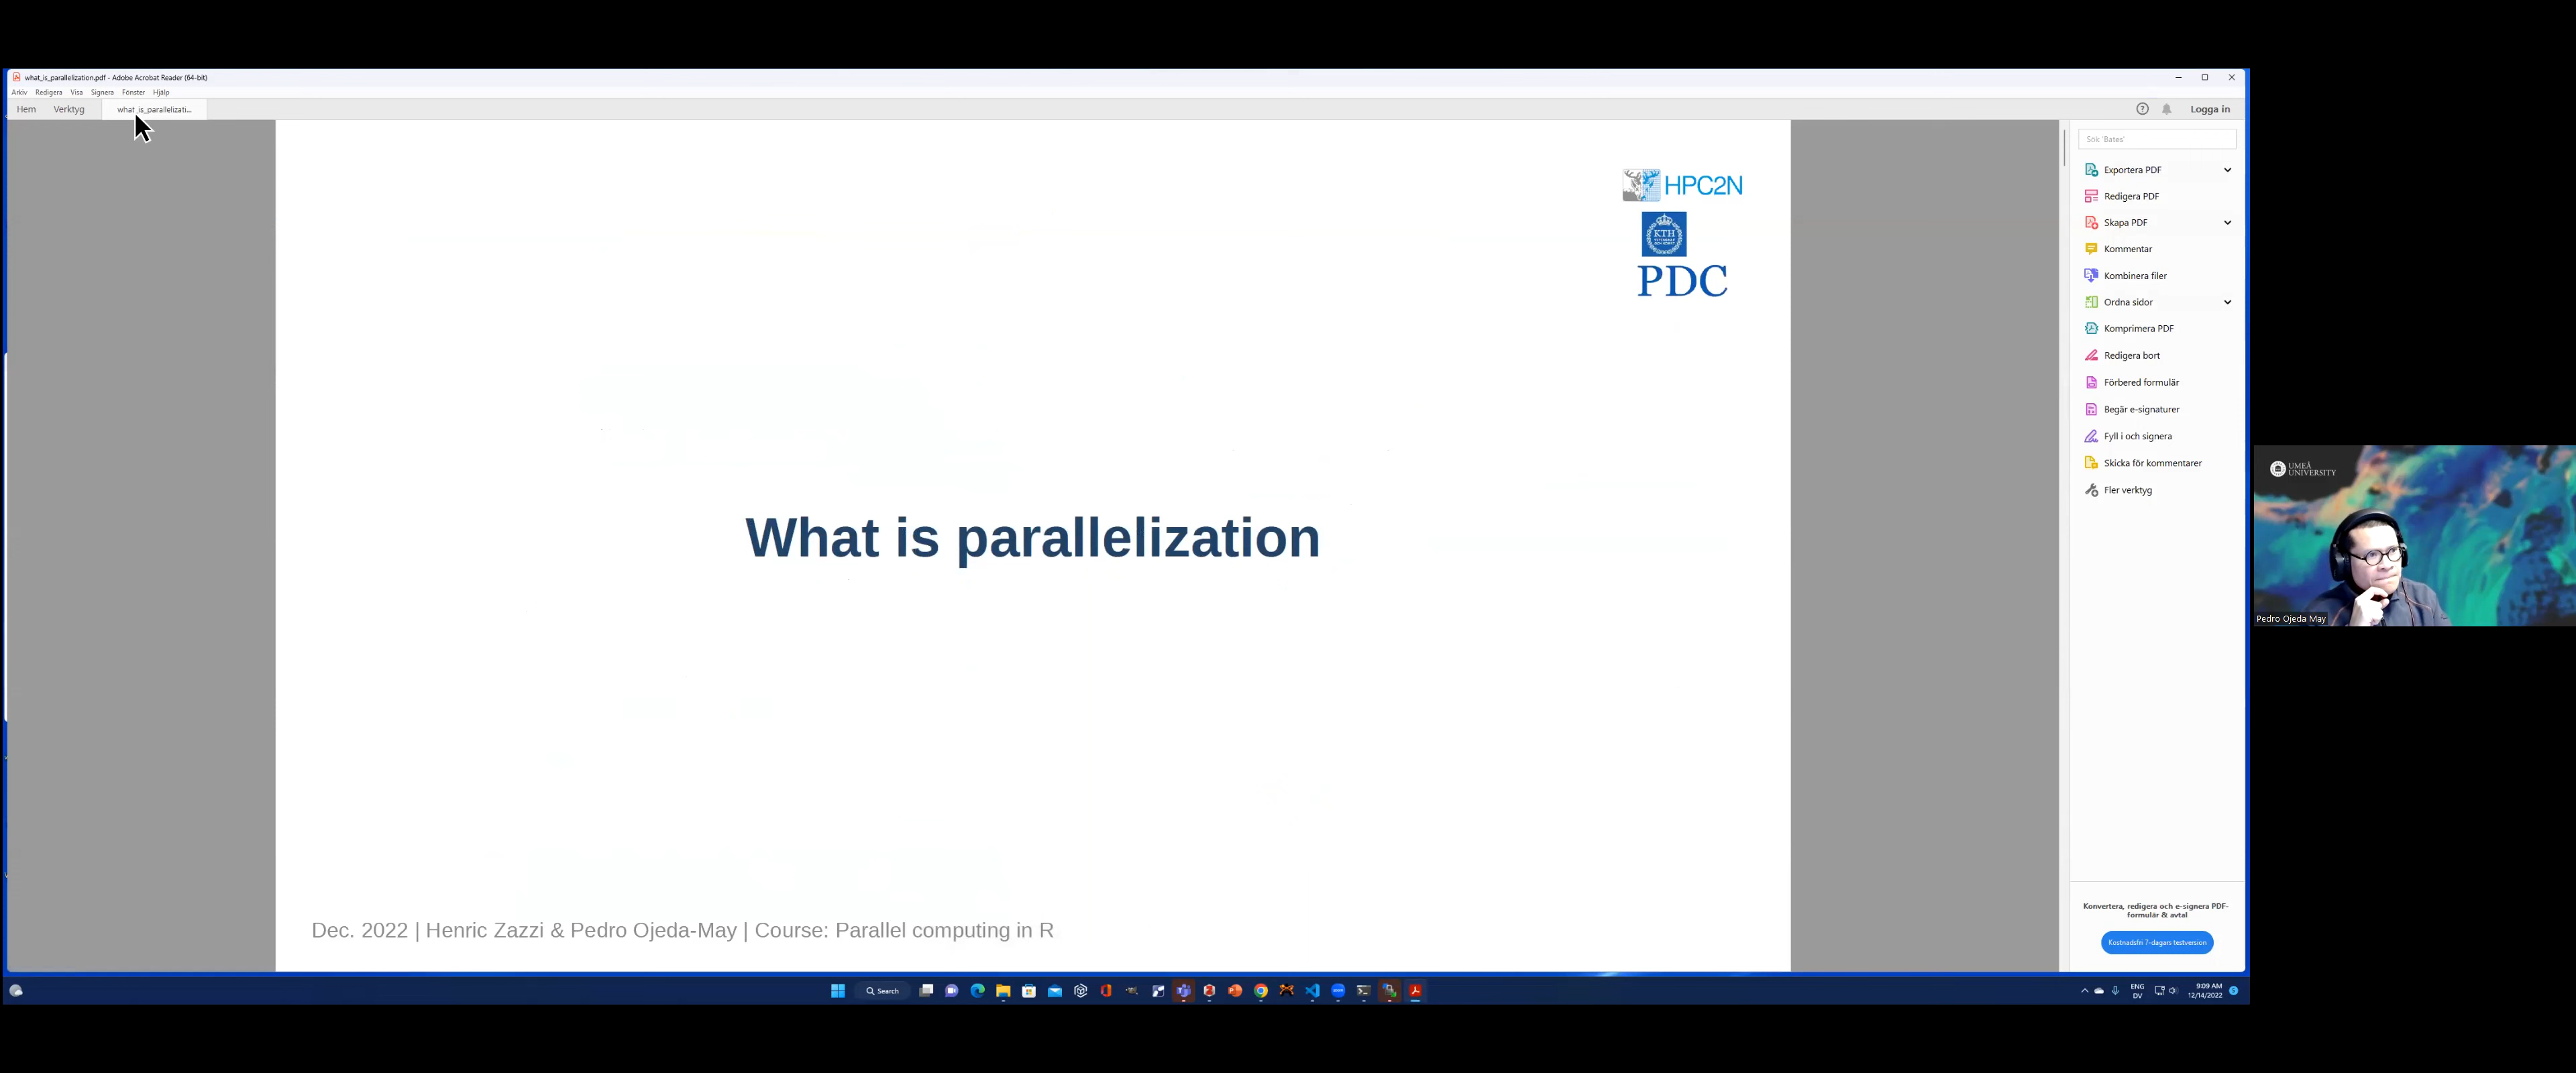 what_is_parallelization.pdf - Adobe Acrobat Reader (64-bit)
Arkiv Redigera Visa Signera Fönster Hjälp
Hem Verktyg what_is_parallelizati...
Logga in
HPC2N
KTH
PDC
What is parallelization
Dec. 2022 | Henric Zazzi & Pedro Ojeda-May | Course: Parallel computing in R
Sök 'Bates'
Exportera PDF
Redigera PDF
Skapa PDF
Kommentar
Kombinera filer
Ordna sidor
Komprimera PDF
Redigera bort
Förbered formulär
Begär e-signaturer
Fyll i och signera
Skicka för kommentarer
Fler verktyg
Konvertera, redigera och e-signera PDF-
formulär & avtal
Kostnadsfri 7-dagars testversion
UMEÅ
UNIVERSITY
Pedro Ojeda May
Search
ENG
DV
9:09 AM
12/14/2022